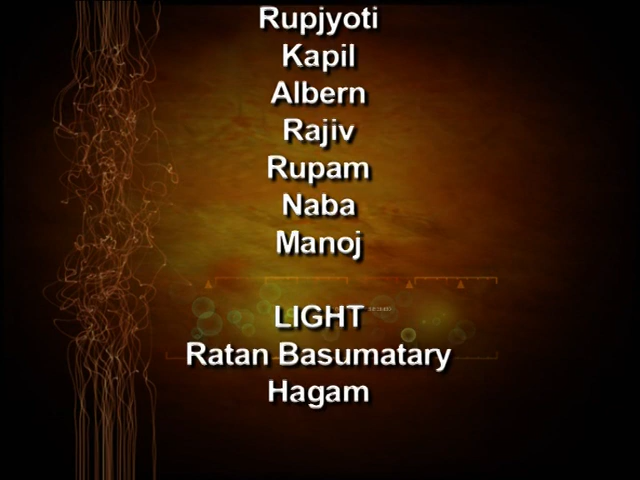 Rupjyoti
Kapil
Albern
Rajiv
Rupam
Naba
Manoj
LIGHT
Ratan Basumatary
Hagam